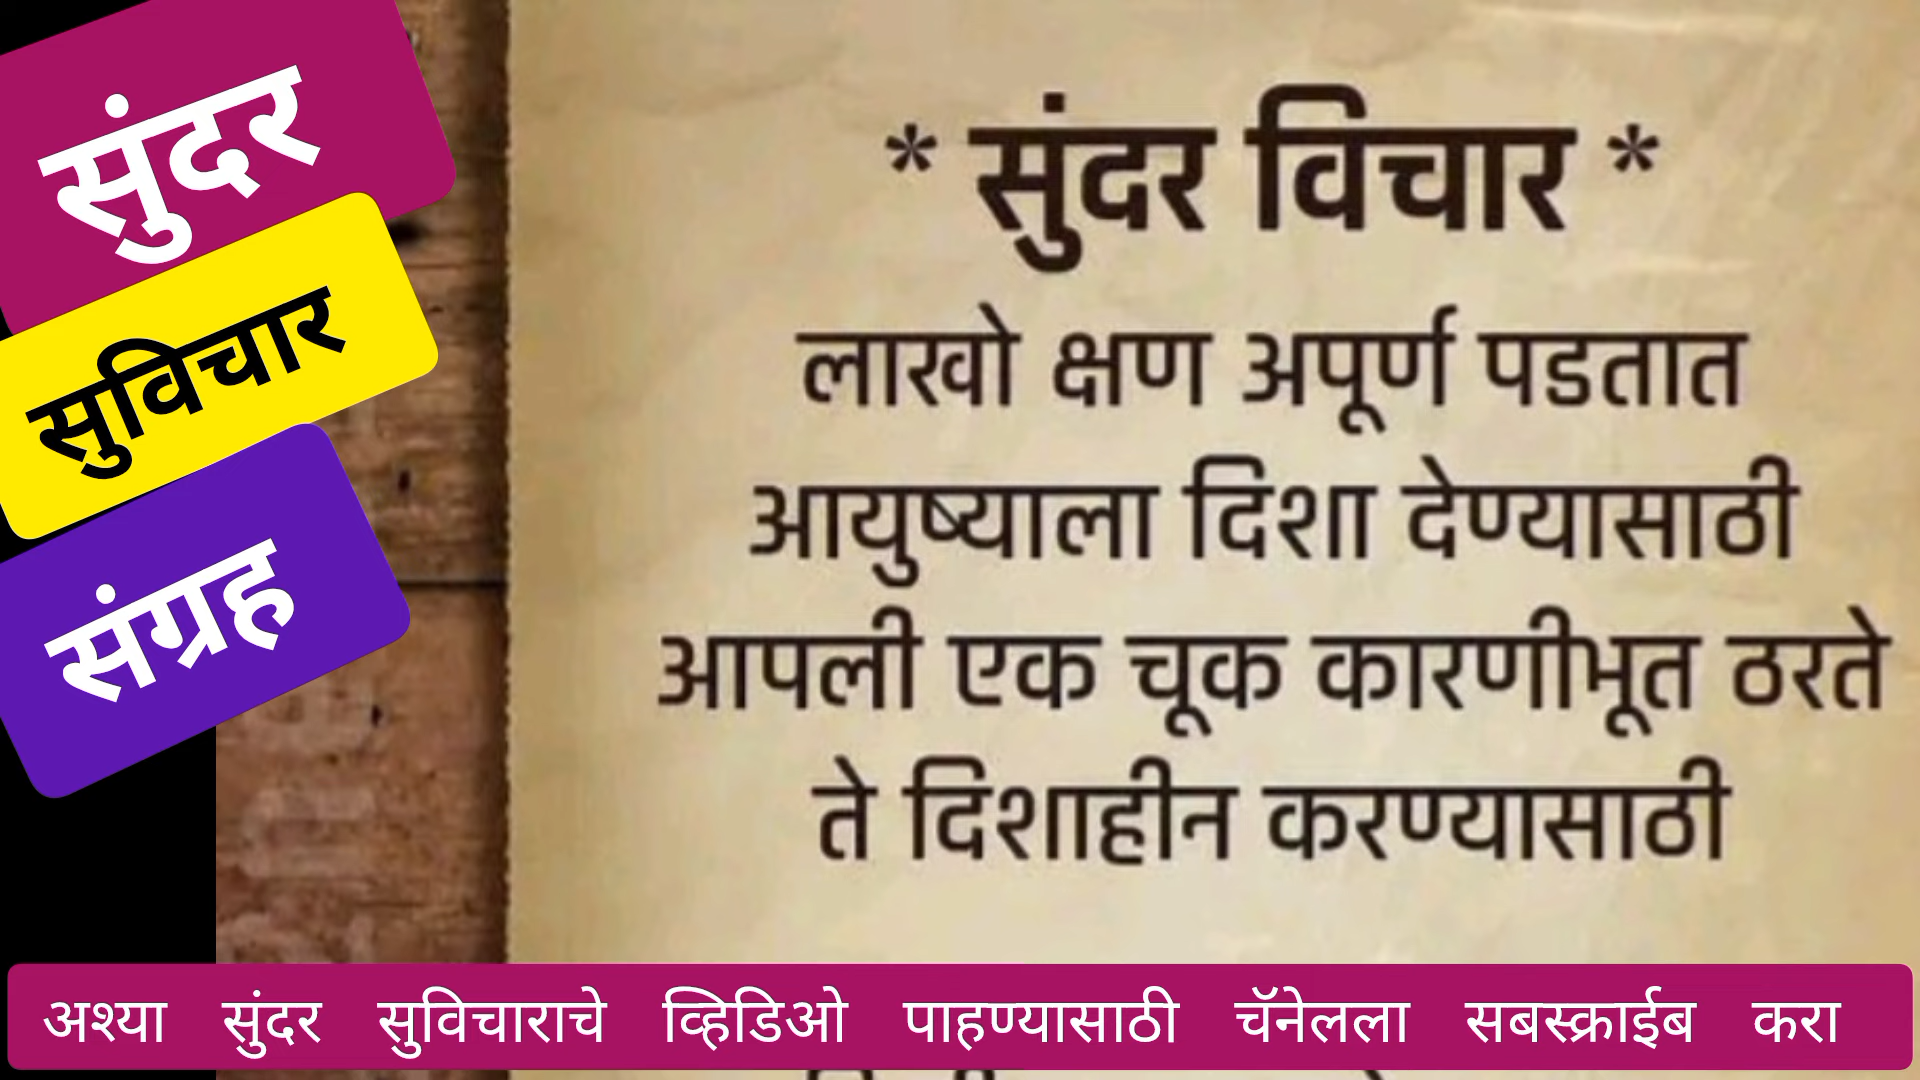 सुंदर
सुविचार
संग्रह
* सुंदर विचार *
लाखो क्षण अपूर्ण पडतात
आयुष्याला दिशा देण्यासाठी
आपली एक चूक कारणीभूत ठरते
ते दिशाहीन करण्यासाठी
अश्या सुंदर सुविचाराचे व्हिडिओ पाहण्यासाठी चॅनेलला सबस्क्राईब करा